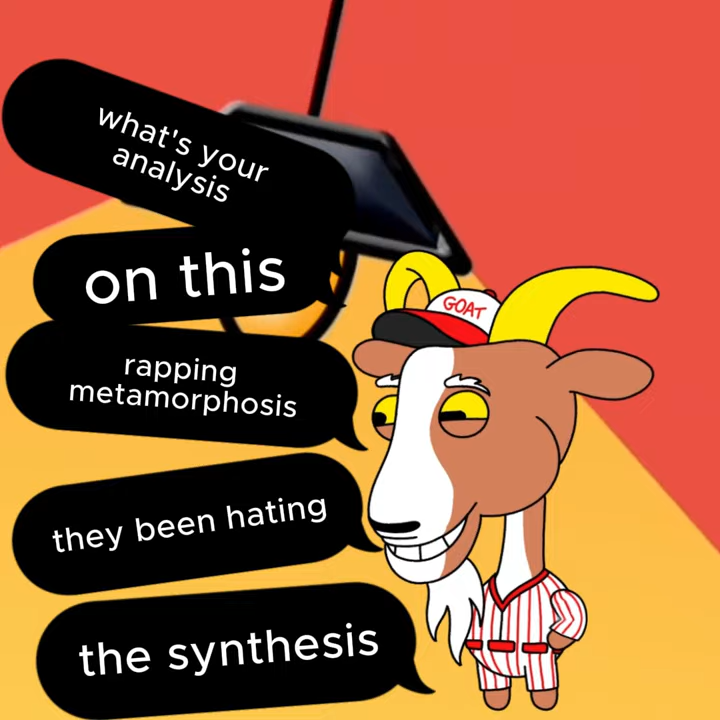 what's your
analysis
on this
rapping
metamorphosis
they been hating
the synthesis
GOAT